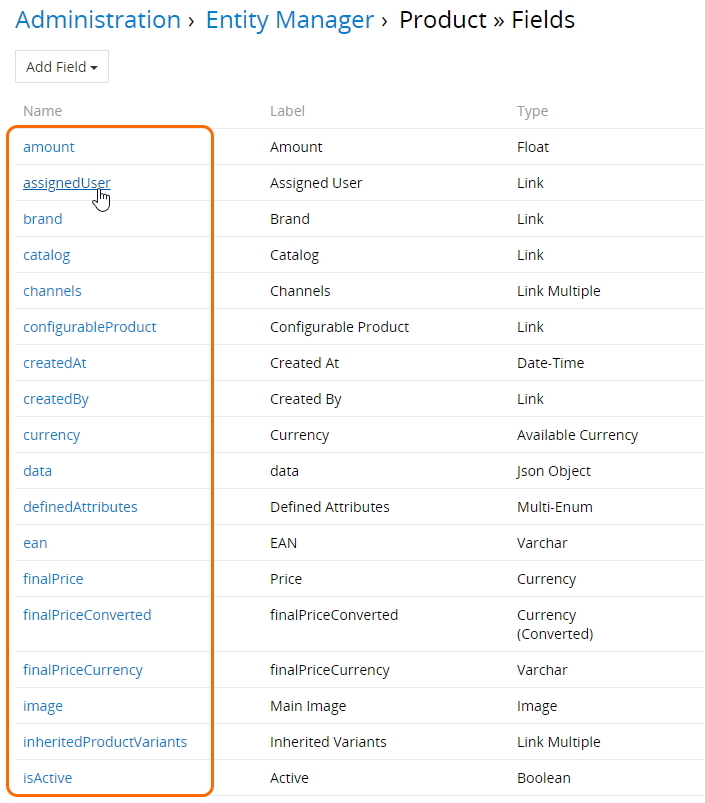 Administration › Entity Manager › Product » Fields
Add Field
Name Label Type
amount Amount Float
assignedUser Assigned User Link
brand Brand Link
catalog Catalog Link
channels Channels Link Multiple
configurableProduct Configurable Product Link
createdAt Created At Date-Time
createdBy Created By Link
currency Currency Available Currency
data data Json Object
definedAttributes Defined Attributes Multi-Enum
ean EAN Varchar
finalPrice Price Currency
finalPriceConverted finalPriceConverted Currency
(Converted)
finalPriceCurrency finalPriceCurrency Varchar
image Main Image Image
inheritedProductVariants Inherited Variants Link Multiple
isActive Active Boolean